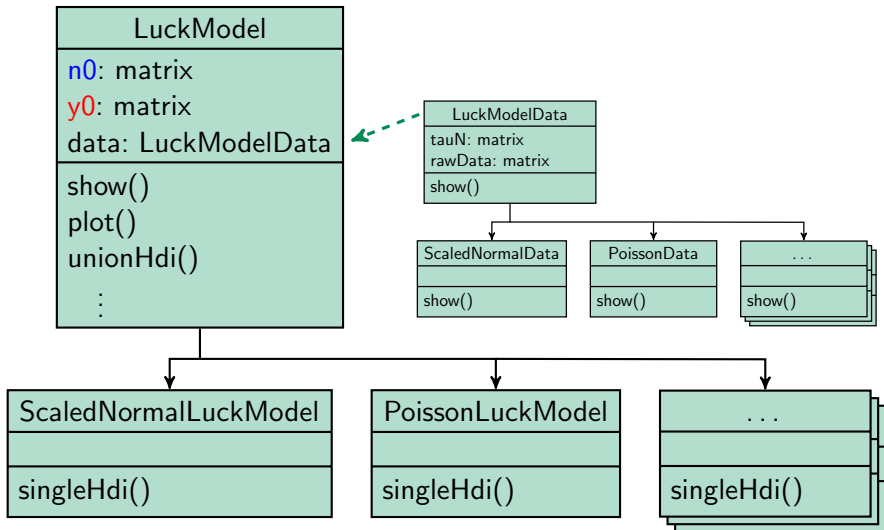 LuckModel
n0: matrix
y0: matrix
data: LuckModelData
show()
plot()
unionHdi()
⋮
LuckModelData
tauN: matrix
rawData: matrix
show()
ScaledNormalData
show()
PoissonData
show()
...
show()
ScaledNormalLuckModel
singleHdi()
PoissonLuckModel
singleHdi()
...
singleHdi()